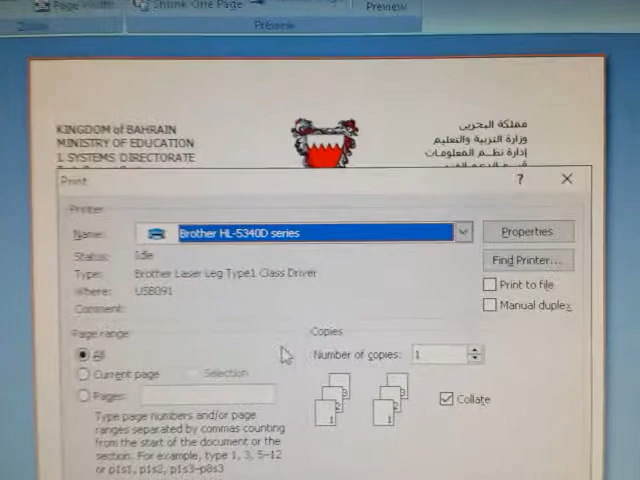 Page Width
Shrink One Page
Preview
Zoom
Preview
KINGDOM of BAHRAIN
MINISTRY OF EDUCATION
I. SYSTEMS DIRECTORATE
مملكة البحرين
وزارة التربية والتعليم
إدارة نظم المعلومات
Print
?
Printer
Name:
Brother HL-5340D series
Properties
Status:
Idle
Find Printer...
Type:
Brother Laser Leg Type1 Class Driver
Print to file
Where:
USB091
Manual duplex
Comment:
Page range
Copies
All
Number of copies:
1
Current page
Selection
Pages:
Collate
Type page numbers and/or page
ranges separated by commas counting
from the start of the document or the
section. For example, type 1, 3, 5–12
or p1s1, p1s2, p1s3–p8s3